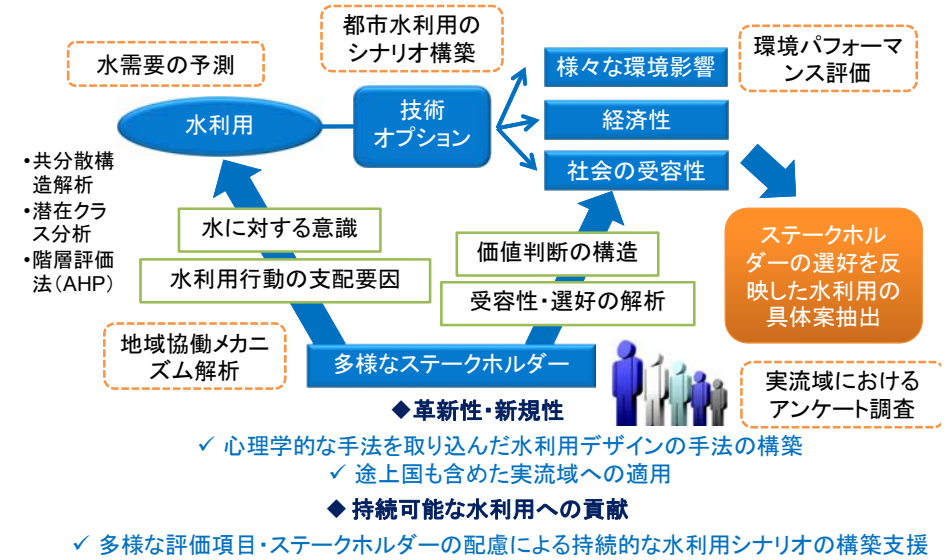 都市水利用の
シナリオ構築
水需要の予測
様々な環境影響
環境パフォーマ
ンス評価
水利用
技術
オプション
経済性
社会の受容性
•共分散構
造解析
•潜在クラ
ス分析
•階層評価
法(AHP)
水に対する意識
水利用行動の支配要因
価値判断の構造
受容性・選好の解析
ステークホル
ダーの選好を反
映した水利用の
具体案抽出
地域協働メカニ
ズム解析
多様なステークホルダー
実流域における
アンケート調査
◆革新性・新規性
✓ 心理学的な手法を取り込んだ水利用デザインの手法の構築
✓ 途上国も含めた実流域への適用
◆持続可能な水利用への貢献
✓ 多様な評価項目・ステークホルダーの配慮による持続的な水利用シナリオの構築支援